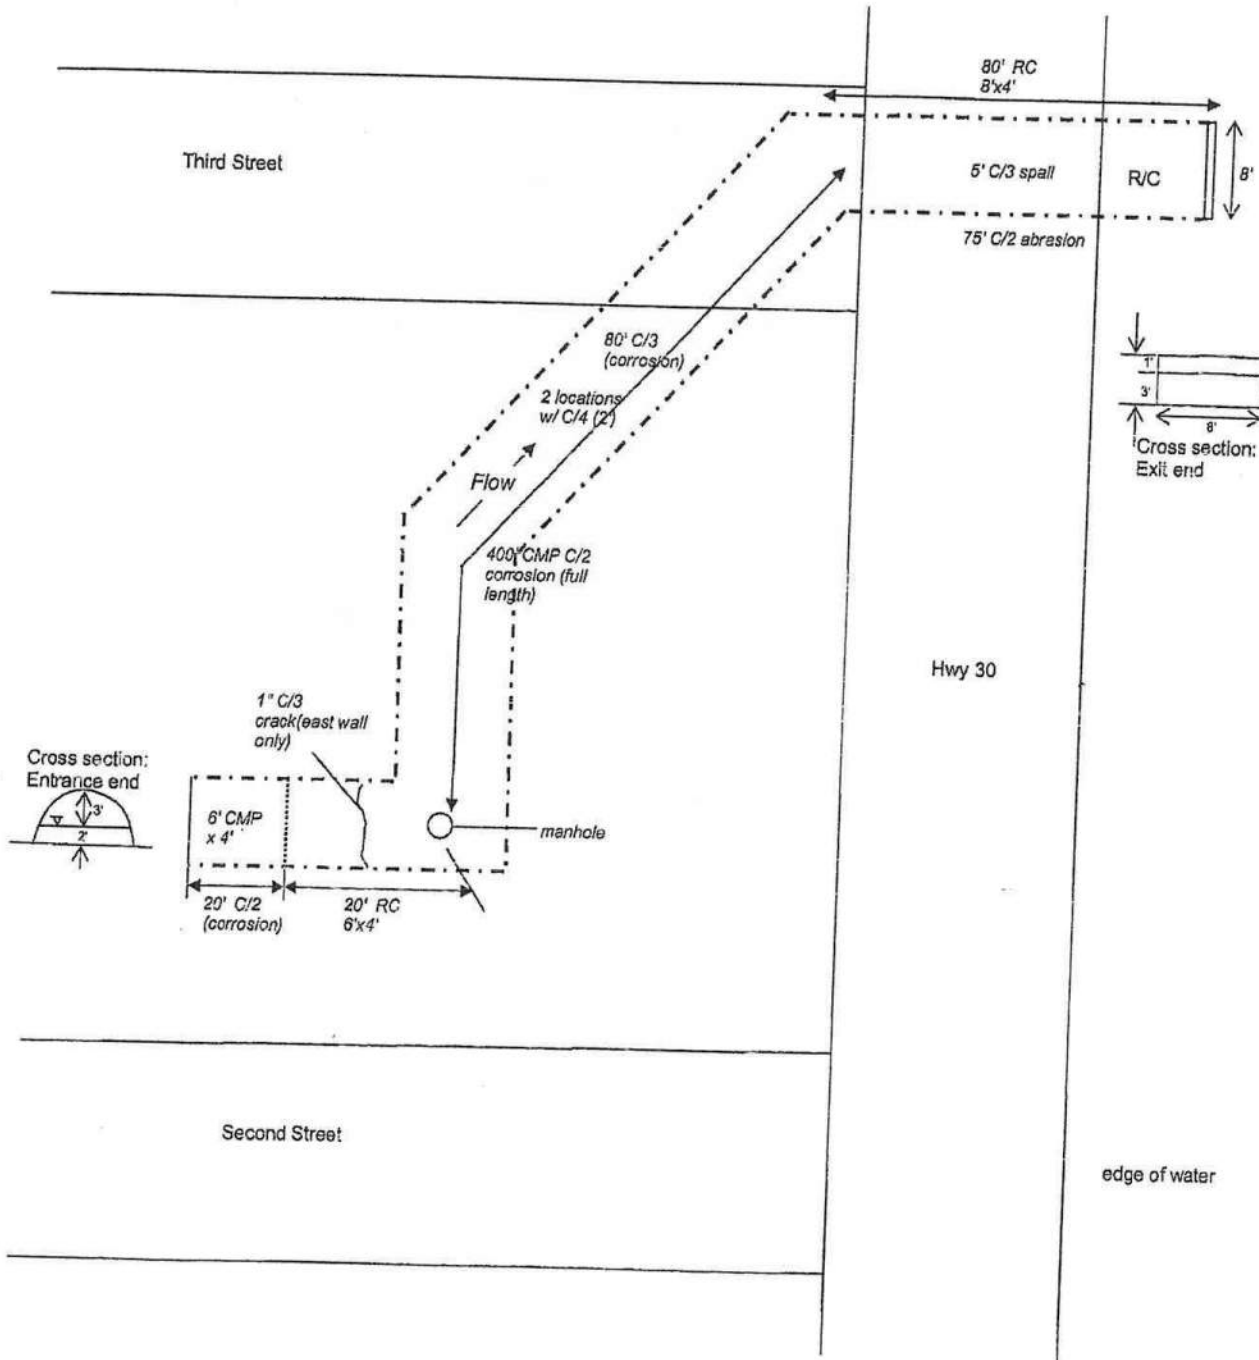 80' RC
8'x4'
Third Street
5' C/3 spall
R/C
8'
75' C/2 abrasion
80' C/3
(corrosion)
2 locations
w/ C/4 (2')
1'
3'
8'
Cross section:
Exit end
Flow
400' CMP C/2
corrosion (full
length)
Hwy 30
1" C/3
crack(east wall
only)
Cross section:
Entrance end
3'
2'
6' CMP
x 4'
manhole
20' C/2
(corrosion)
20' RC
6'x4'
Second Street
edge of water